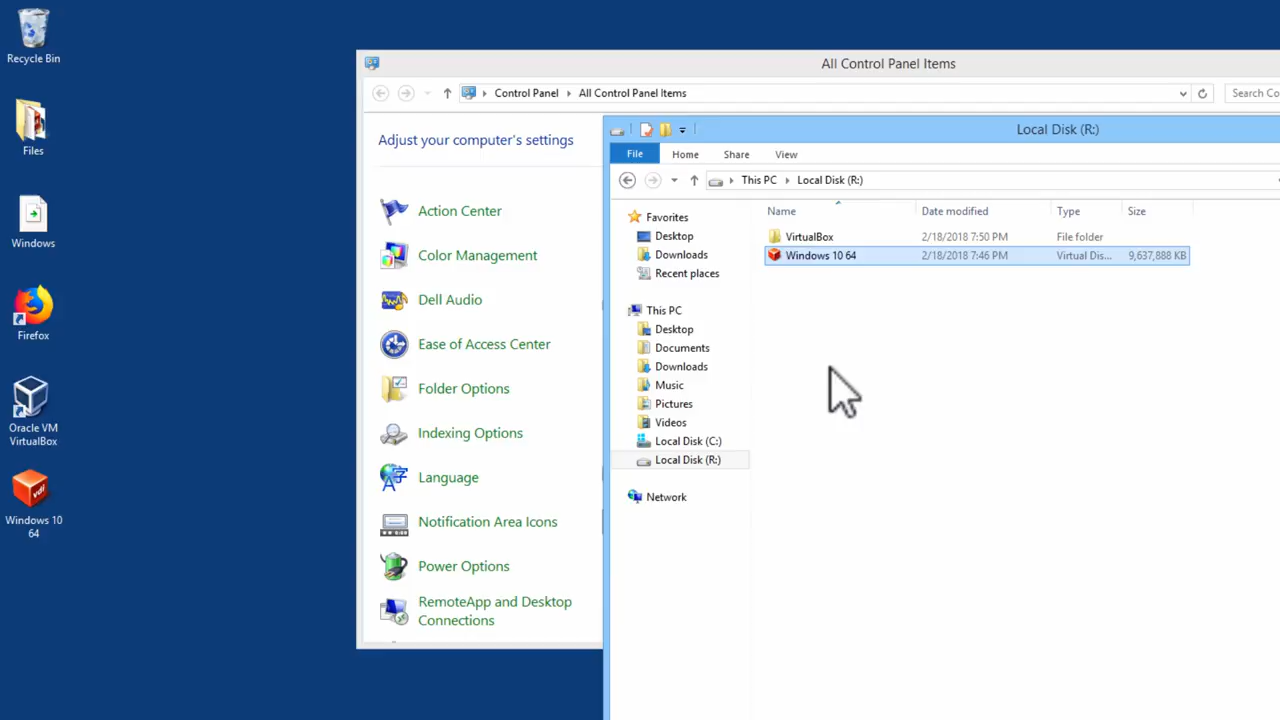 Recycle Bin
Files
Windows
Firefox
Oracle VM
VirtualBox
vdi
Windows 10
64
All Control Panel Items
Control Panel All Control Panel Items
Search Co
Adjust your computer's settings
Action Center
Color Management
Dell Audio
Ease of Access Center
Folder Options
Indexing Options
Language
Notification Area Icons
Power Options
RemoteApp and Desktop
Connections
Local Disk (R:)
File Home Share View
This PC Local Disk (R:)
Favorites
Desktop
Downloads
Recent places
This PC
Desktop
Documents
Downloads
Music
Pictures
Videos
Local Disk (C:)
Local Disk (R:)
Network
Name Date modified Type Size
VirtualBox 2/18/2018 7:50 PM File folder
Windows 10 64 2/18/2018 7:46 PM Virtual Dis... 9,637,888 KB